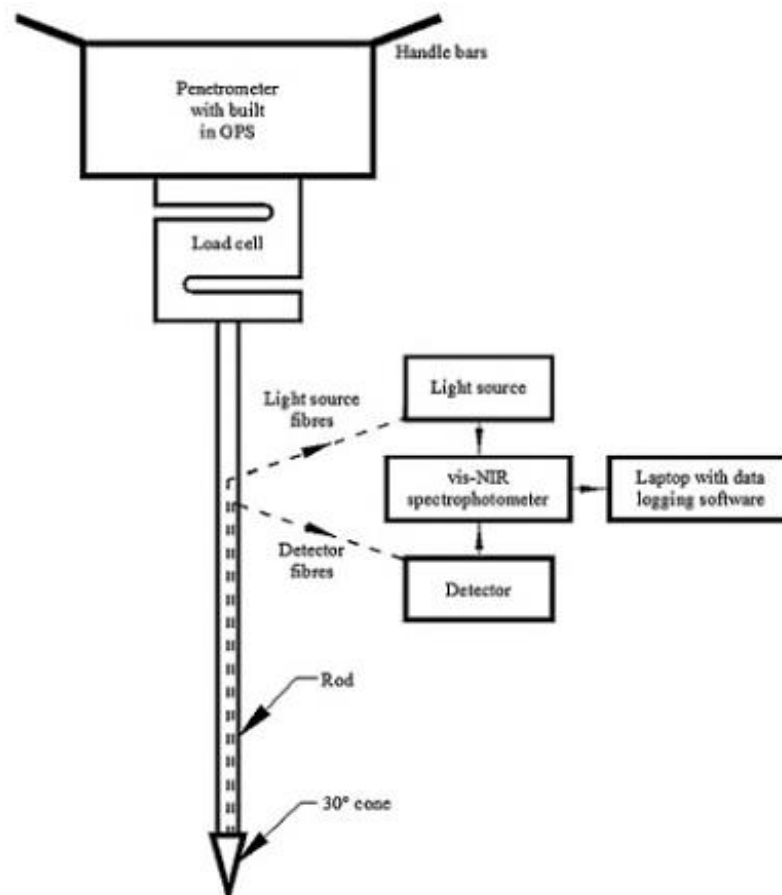 Handle bars
Penetrometer
with built
in GPS
Load cell
Light source
fibres
Light source
vis-NIR
spectrophotometer
Laptop with data
logging software
Detector
fibres
Detector
Rod
30° cone